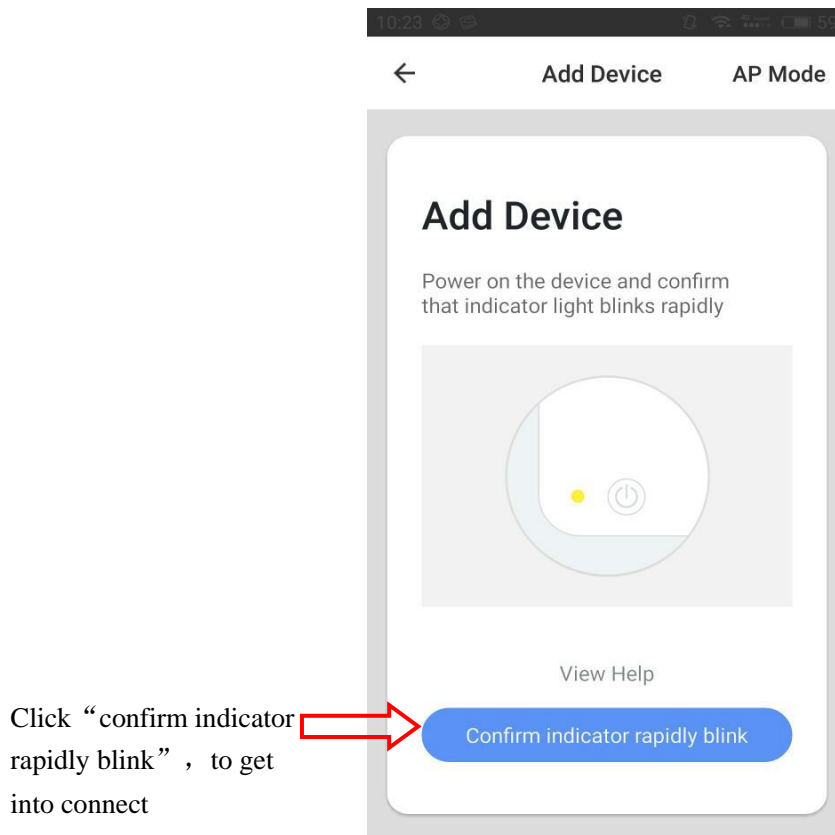 10:23
59
Add Device
AP Mode
Add Device
Power on the device and confirm
that indicator light blinks rapidly
View Help
Confirm indicator rapidly blink
Click“confirm indicator
rapidly blink”，to get
into connect